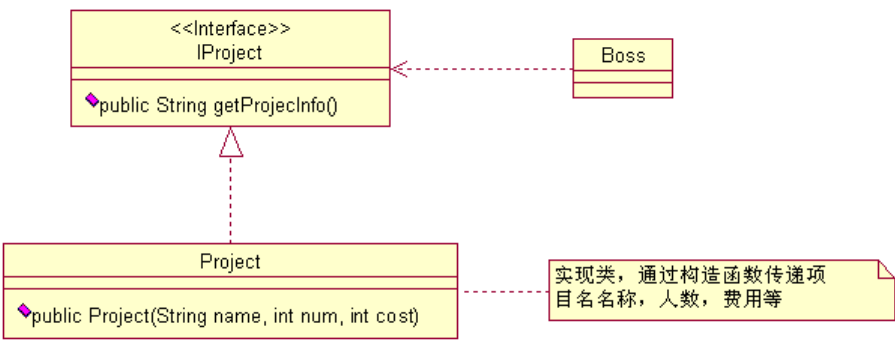 <<Interface>>
IProject
public String getProjecInfo()
Boss
Project
public Project(String name, int num, int cost)
实现类，通过构造函数传递项
目名名称，人数，费用等